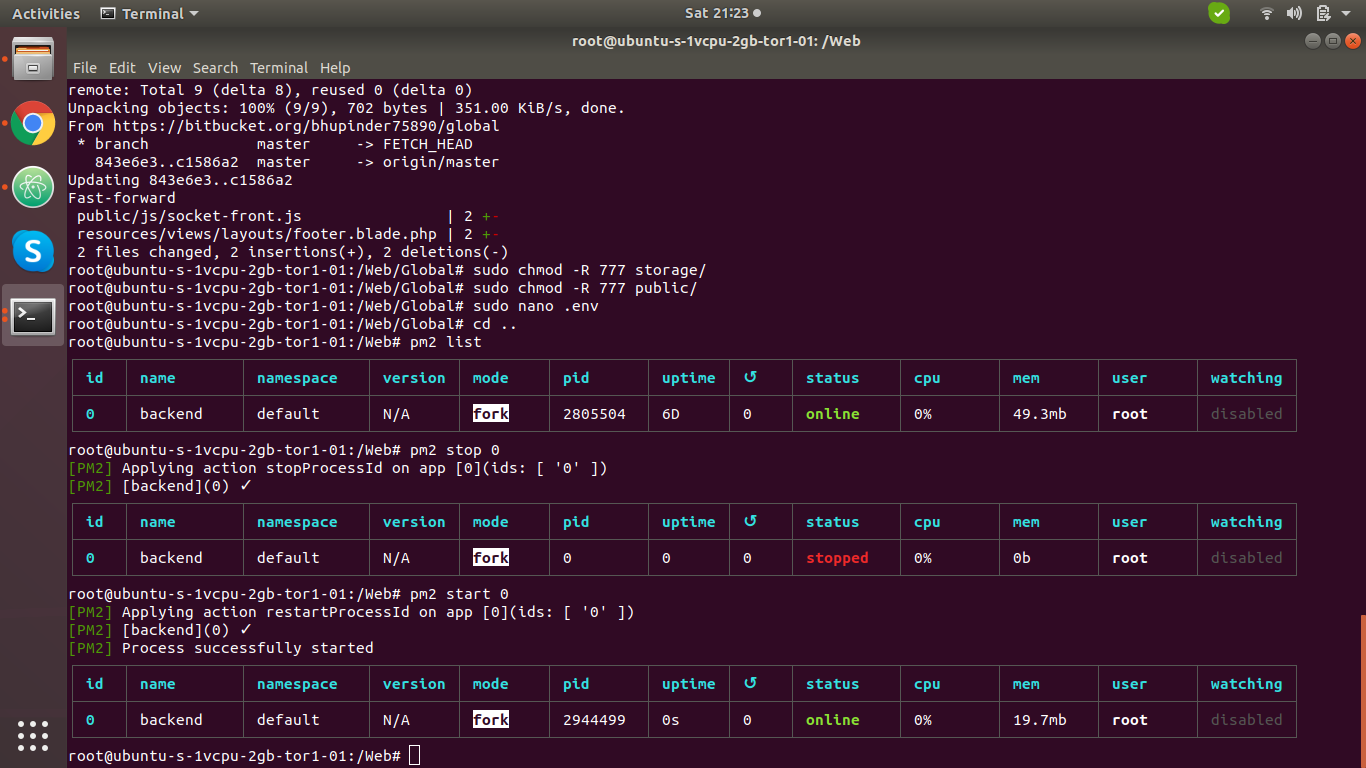 Activities Terminal Sat 21:23
root@ubuntu-s-1vcpu-2gb-tor1-01: /Web
File Edit View Search Terminal Help
remote: Total 9 (delta 8), reused 0 (delta 0)
Unpacking objects: 100% (9/9), 702 bytes | 351.00 KiB/s, done.
From https://bitbucket.org/bhupinder75890/global
 * branch            master     -> FETCH_HEAD
   843e6e3..c1586a2  master     -> origin/master
Updating 843e6e3..c1586a2
Fast-forward
 public/js/socket-front.js                | 2 +-
 resources/views/layouts/footer.blade.php | 2 +-
 2 files changed, 2 insertions(+), 2 deletions(-)
root@ubuntu-s-1vcpu-2gb-tor1-01:/Web/Global# sudo chmod -R 777 storage/
root@ubuntu-s-1vcpu-2gb-tor1-01:/Web/Global# sudo chmod -R 777 public/
root@ubuntu-s-1vcpu-2gb-tor1-01:/Web/Global# sudo nano .env
root@ubuntu-s-1vcpu-2gb-tor1-01:/Web/Global# cd ..
root@ubuntu-s-1vcpu-2gb-tor1-01:/Web# pm2 list
id name namespace version mode pid uptime ↺ status cpu mem user watching
0 backend default N/A fork 2805504 6D 0 online 0% 49.3mb root disabled
root@ubuntu-s-1vcpu-2gb-tor1-01:/Web# pm2 stop 0
[PM2] Applying action stopProcessId on app [0](ids: [ '0' ])
[PM2] [backend](0) ✓
id name namespace version mode pid uptime ↺ status cpu mem user watching
0 backend default N/A fork 0 0 0 stopped 0% 0b root disabled
root@ubuntu-s-1vcpu-2gb-tor1-01:/Web# pm2 start 0
[PM2] Applying action restartProcessId on app [0](ids: [ '0' ])
[PM2] [backend](0) ✓
[PM2] Process successfully started
id name namespace version mode pid uptime ↺ status cpu mem user watching
0 backend default N/A fork 2944499 0s 0 online 0% 19.7mb root disabled
root@ubuntu-s-1vcpu-2gb-tor1-01:/Web#